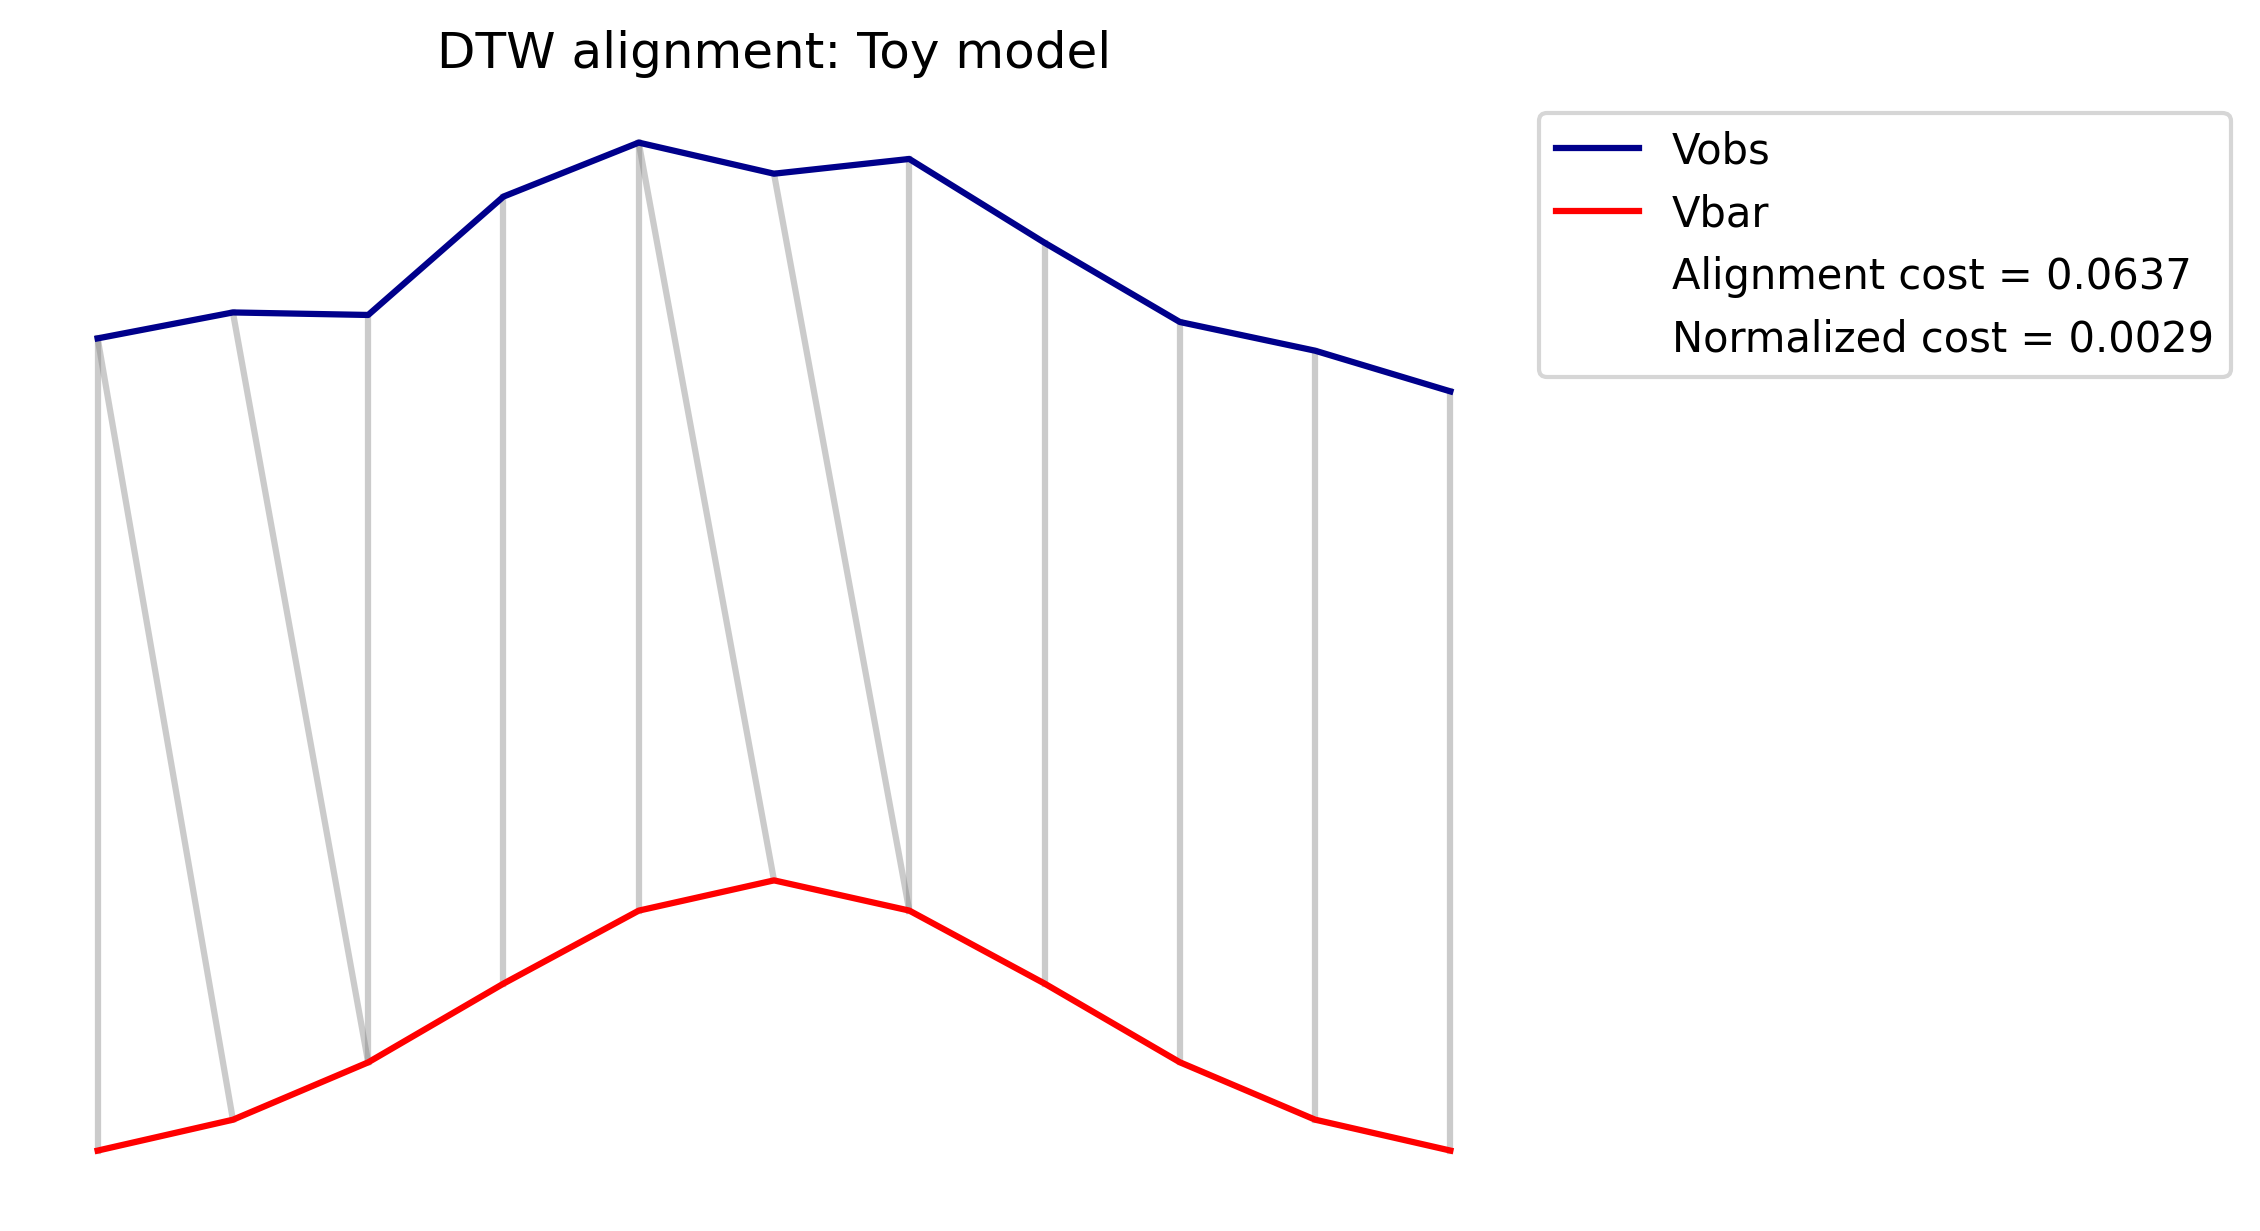 DTW alignment: Toy model
Vobs
Vbar
Alignment cost = 0.0637
Normalized cost = 0.0029